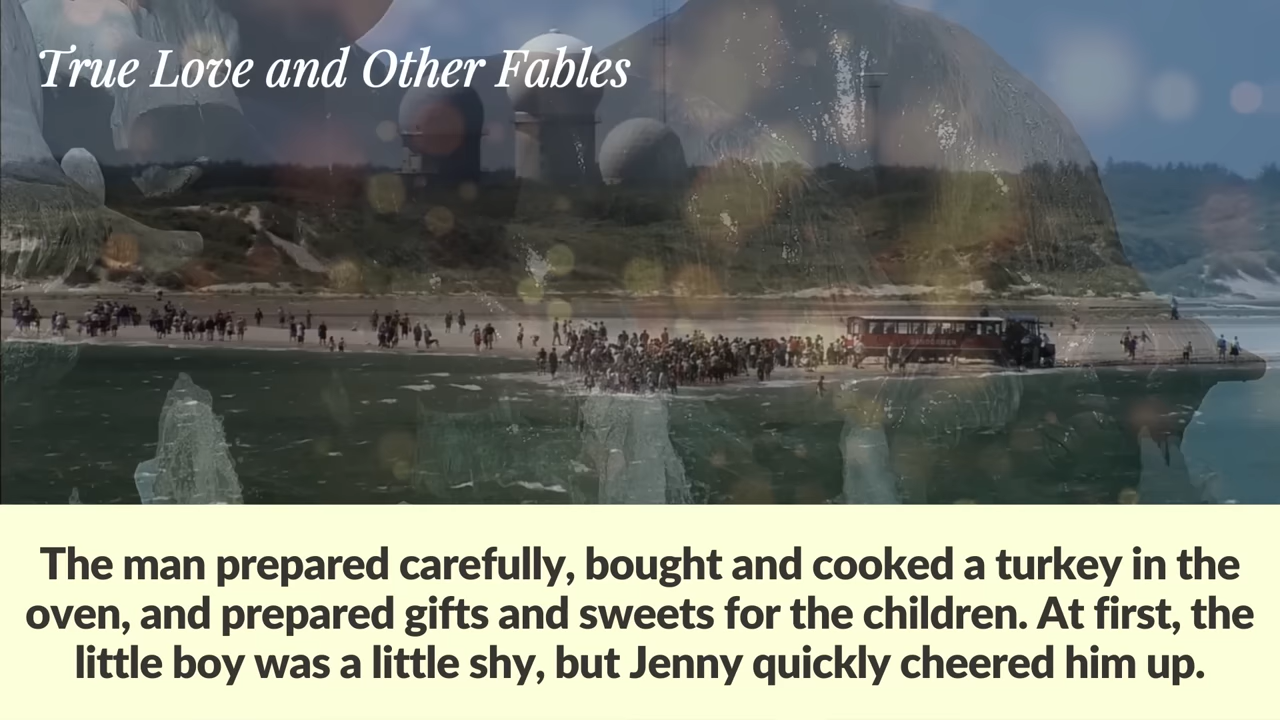 True Love and Other Fables
The man prepared carefully, bought and cooked a turkey in the
oven, and prepared gifts and sweets for the children. At first, the
little boy was a little shy, but Jenny quickly cheered him up.